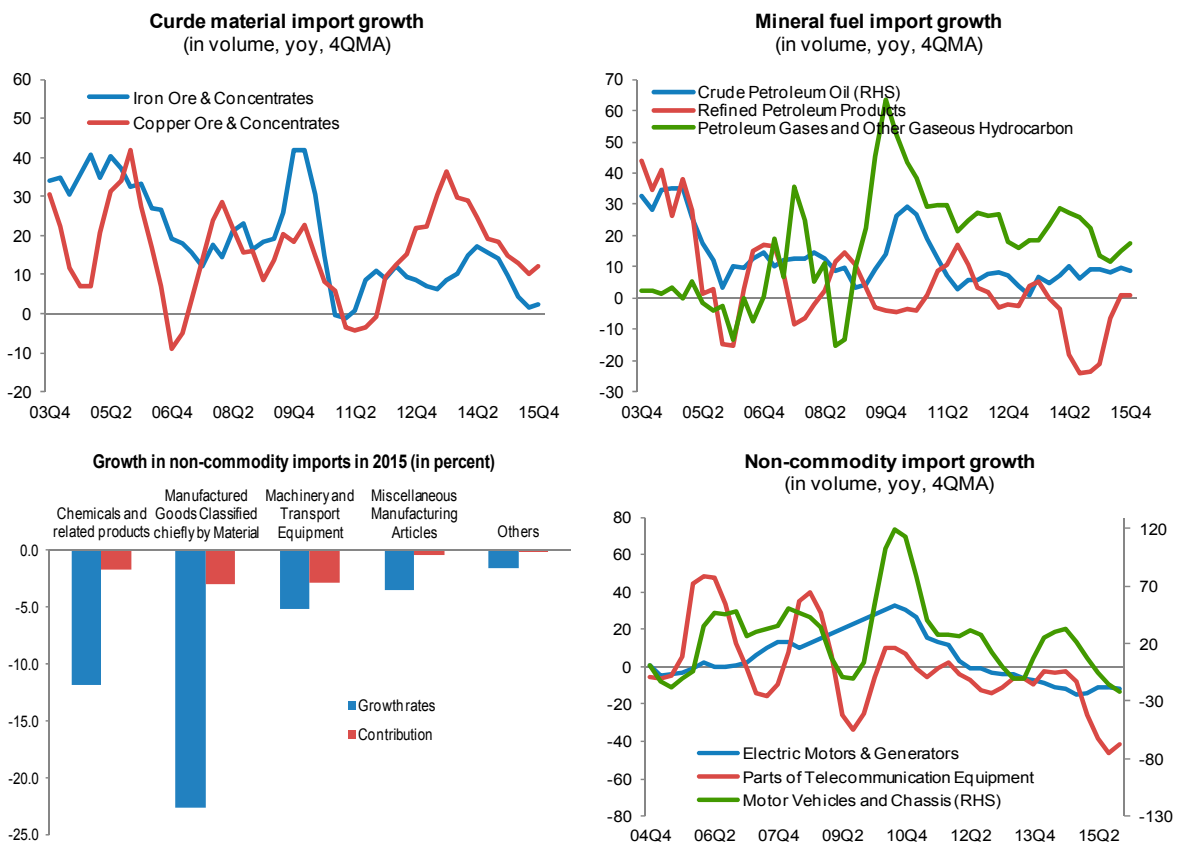 Curde material import growth
(in volume, yoy, 4QMA)
60
50
40
30
20
10
0
-10
-20
Iron Ore & Concentrates
Copper Ore & Concentrates
03Q4 05Q2 06Q4 08Q2 09Q4 11Q2 12Q4 14Q2 15Q4
Mineral fuel import growth
(in volume, yoy, 4QMA)
70
60
50
40
30
20
10
0
-10
-20
-30
Crude Petroleum Oil (RHS)
Refined Petroleum Products
Petroleum Gases and Other Gaseous Hydrocarbon
03Q4 05Q2 06Q4 08Q2 09Q4 11Q2 12Q4 14Q2 15Q4
Growth in non-commodity imports in 2015 (in percent)
Chemicals and
related products
Manufactured
Goods Classified
chiefly by Material
Machinery and
Transport
Equipment
Miscellaneous
Manufacturing
Articles
Others
0.0
-5.0
-10.0
-15.0
-20.0
-25.0
Growth rates
Contribution
Non-commodity import growth
(in volume, yoy, 4QMA)
80
60
40
20
0
-20
-40
-60
-80
120
70
20
-30
-80
-130
Electric Motors & Generators
Parts of Telecommunication Equipment
Motor Vehicles and Chassis (RHS)
04Q4 06Q2 07Q4 09Q2 10Q4 12Q2 13Q4 15Q2